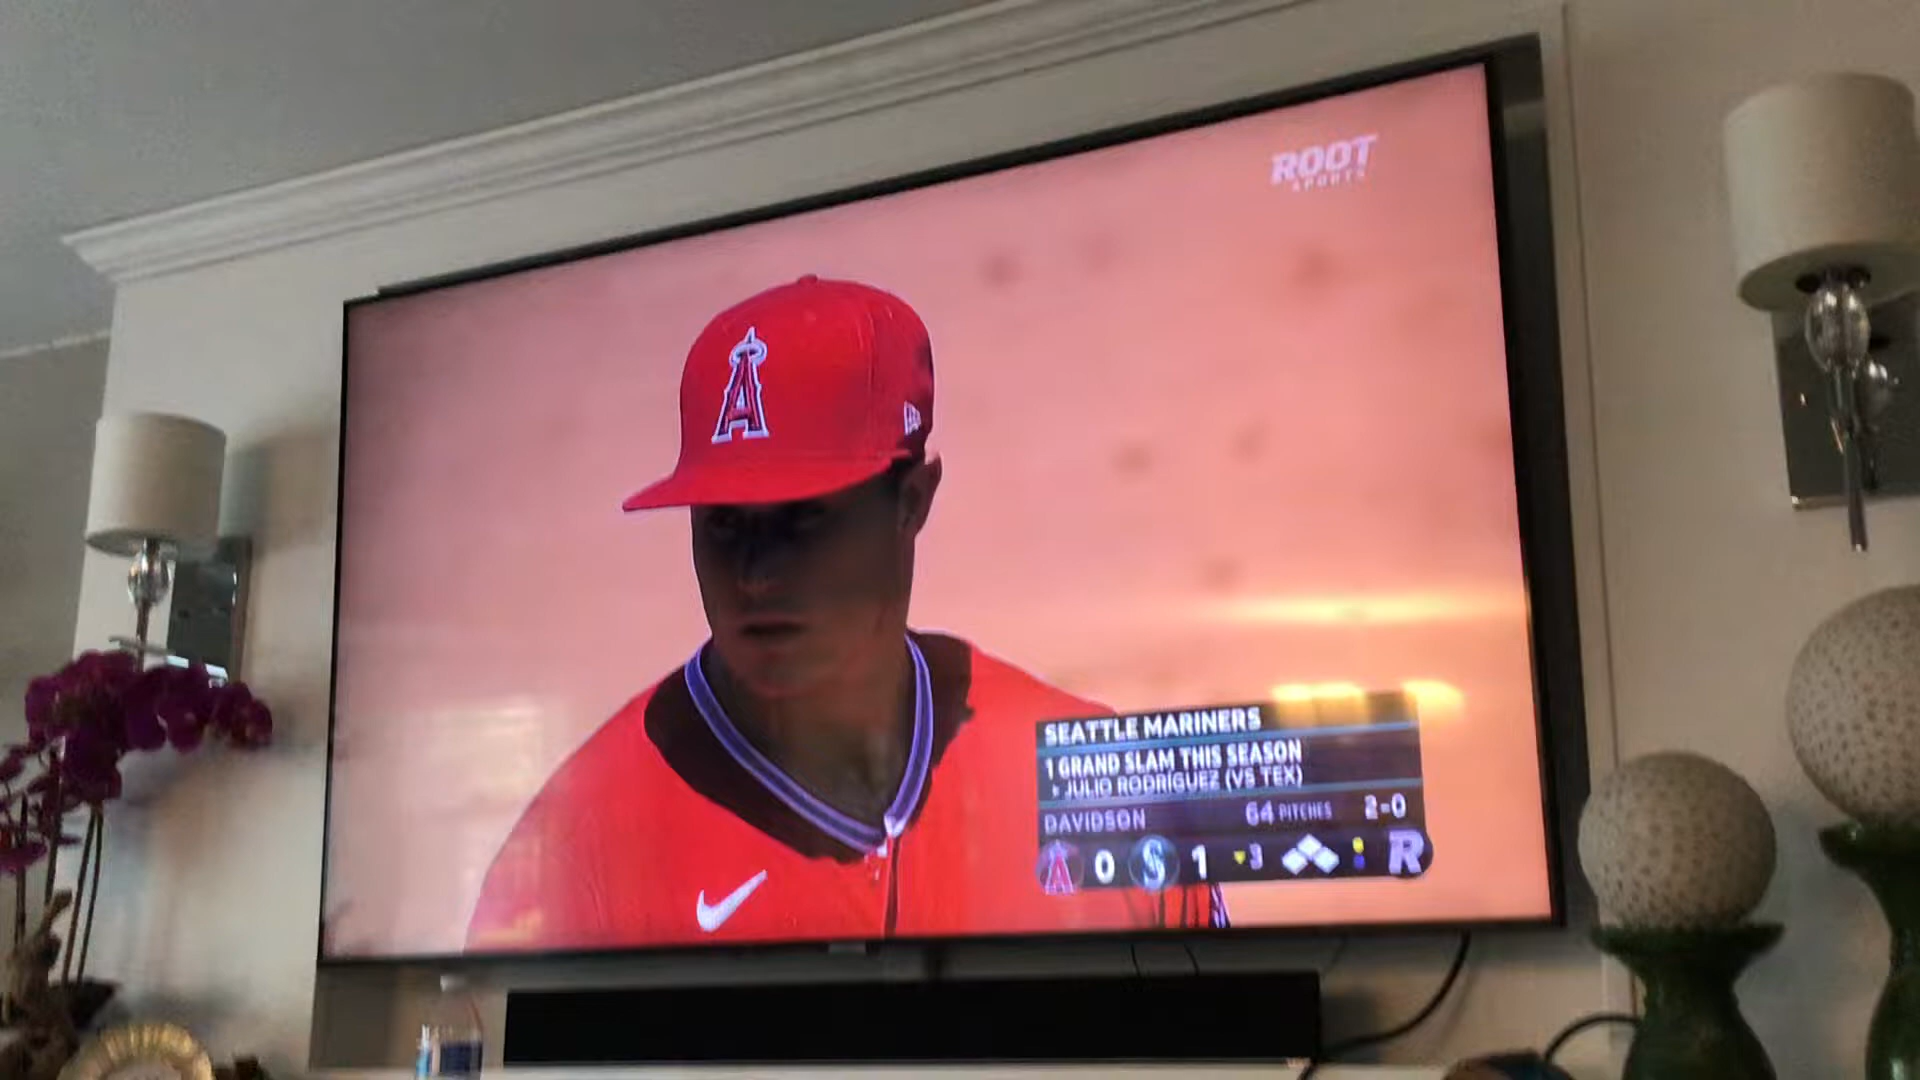 ROOT
SPORTS
A
SEATTLE MARINERS
1 GRAND SLAM THIS SEASON
• JULIO RODRÍGUEZ (VS TEX)
DAVIDSON 64 PITCHES 2-0
A 0 S 1 ▼3 R